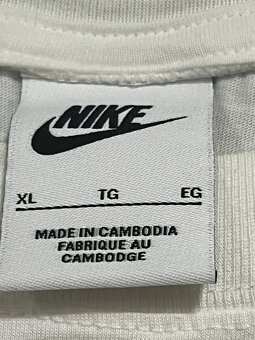 NIKE
XL TG EG
MADE IN CAMBODIA
FABRIQUE AU
CAMBODGE